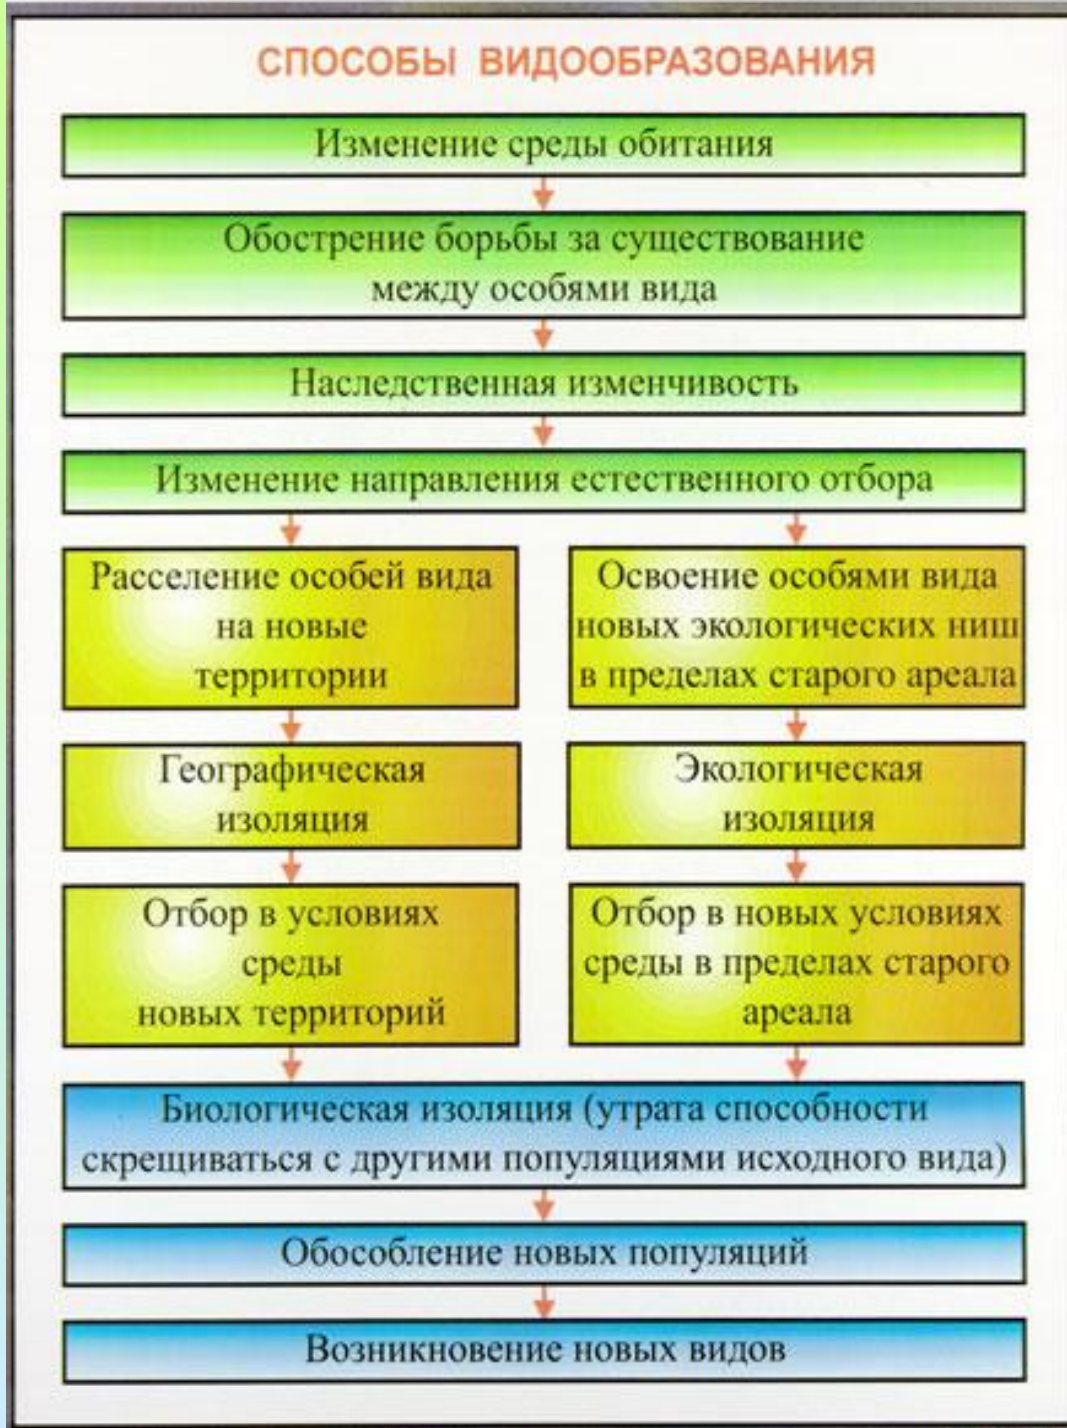 СПОСОБЫ ВИДООБРАЗОВАНИЯ
Изменение среды обитания
Обострение борьбы за существование
между особями вида
Наследственная изменчивость
Изменение направления естественного отбора
Расселение особей вида
на новые
территории
Освоение особями вида
новых экологических ниш
в пределах старого ареала
Географическая
изоляция
Экологическая
изоляция
Отбор в условиях
среды
новых территорий
Отбор в новых условиях
среды в пределах старого
ареала
Биологическая изоляция (утрата способности
скрещиваться с другими популяциями исходного вида)
Обособление новых популяций
Возникновение новых видов